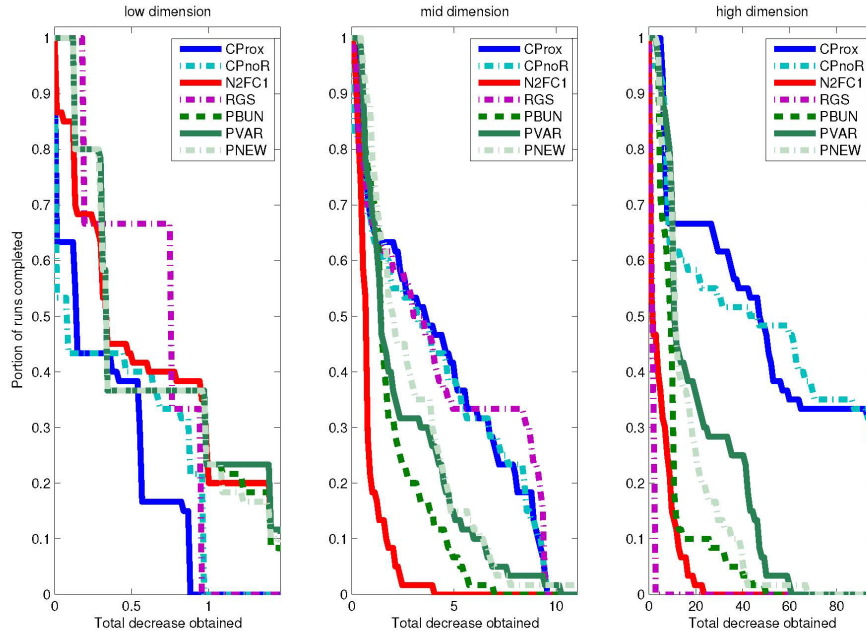 low dimension
mid dimension
high dimension
Portion of runs completed
1
0.9
0.8
0.7
0.6
0.5
0.4
0.3
0.2
0.1
0
CProx
CPnoR
N2FC1
RGS
PBUN
PVAR
PNEW
0
0.5
1
Total decrease obtained
1
0.9
0.8
0.7
0.6
0.5
0.4
0.3
0.2
0.1
0
CProx
CPnoR
N2FC1
RGS
PBUN
PVAR
PNEW
0
5
10
Total decrease obtained
1
0.9
0.8
0.7
0.6
0.5
0.4
0.3
0.2
0.1
0
CProx
CPnoR
N2FC1
RGS
PBUN
PVAR
PNEW
0
20
40
60
80
Total decrease obtained